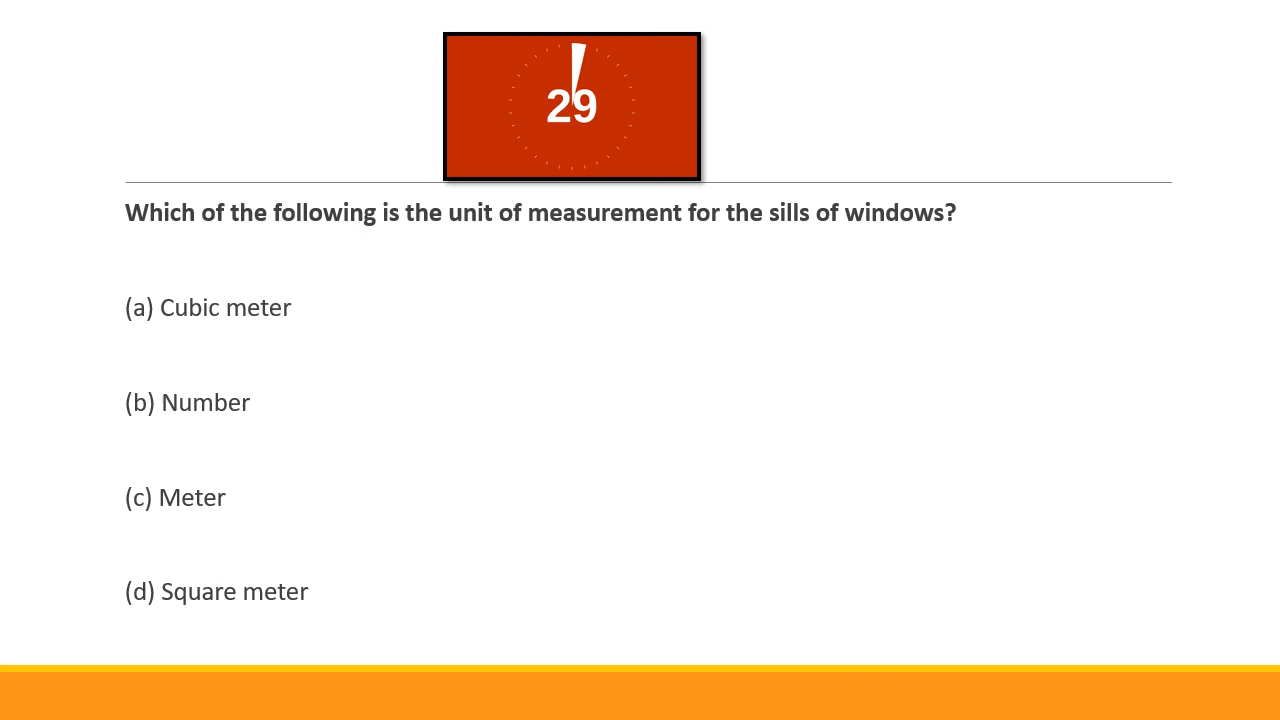 29
Which of the following is the unit of measurement for the sills of windows?
(a) Cubic meter
(b) Number
(c) Meter
(d) Square meter